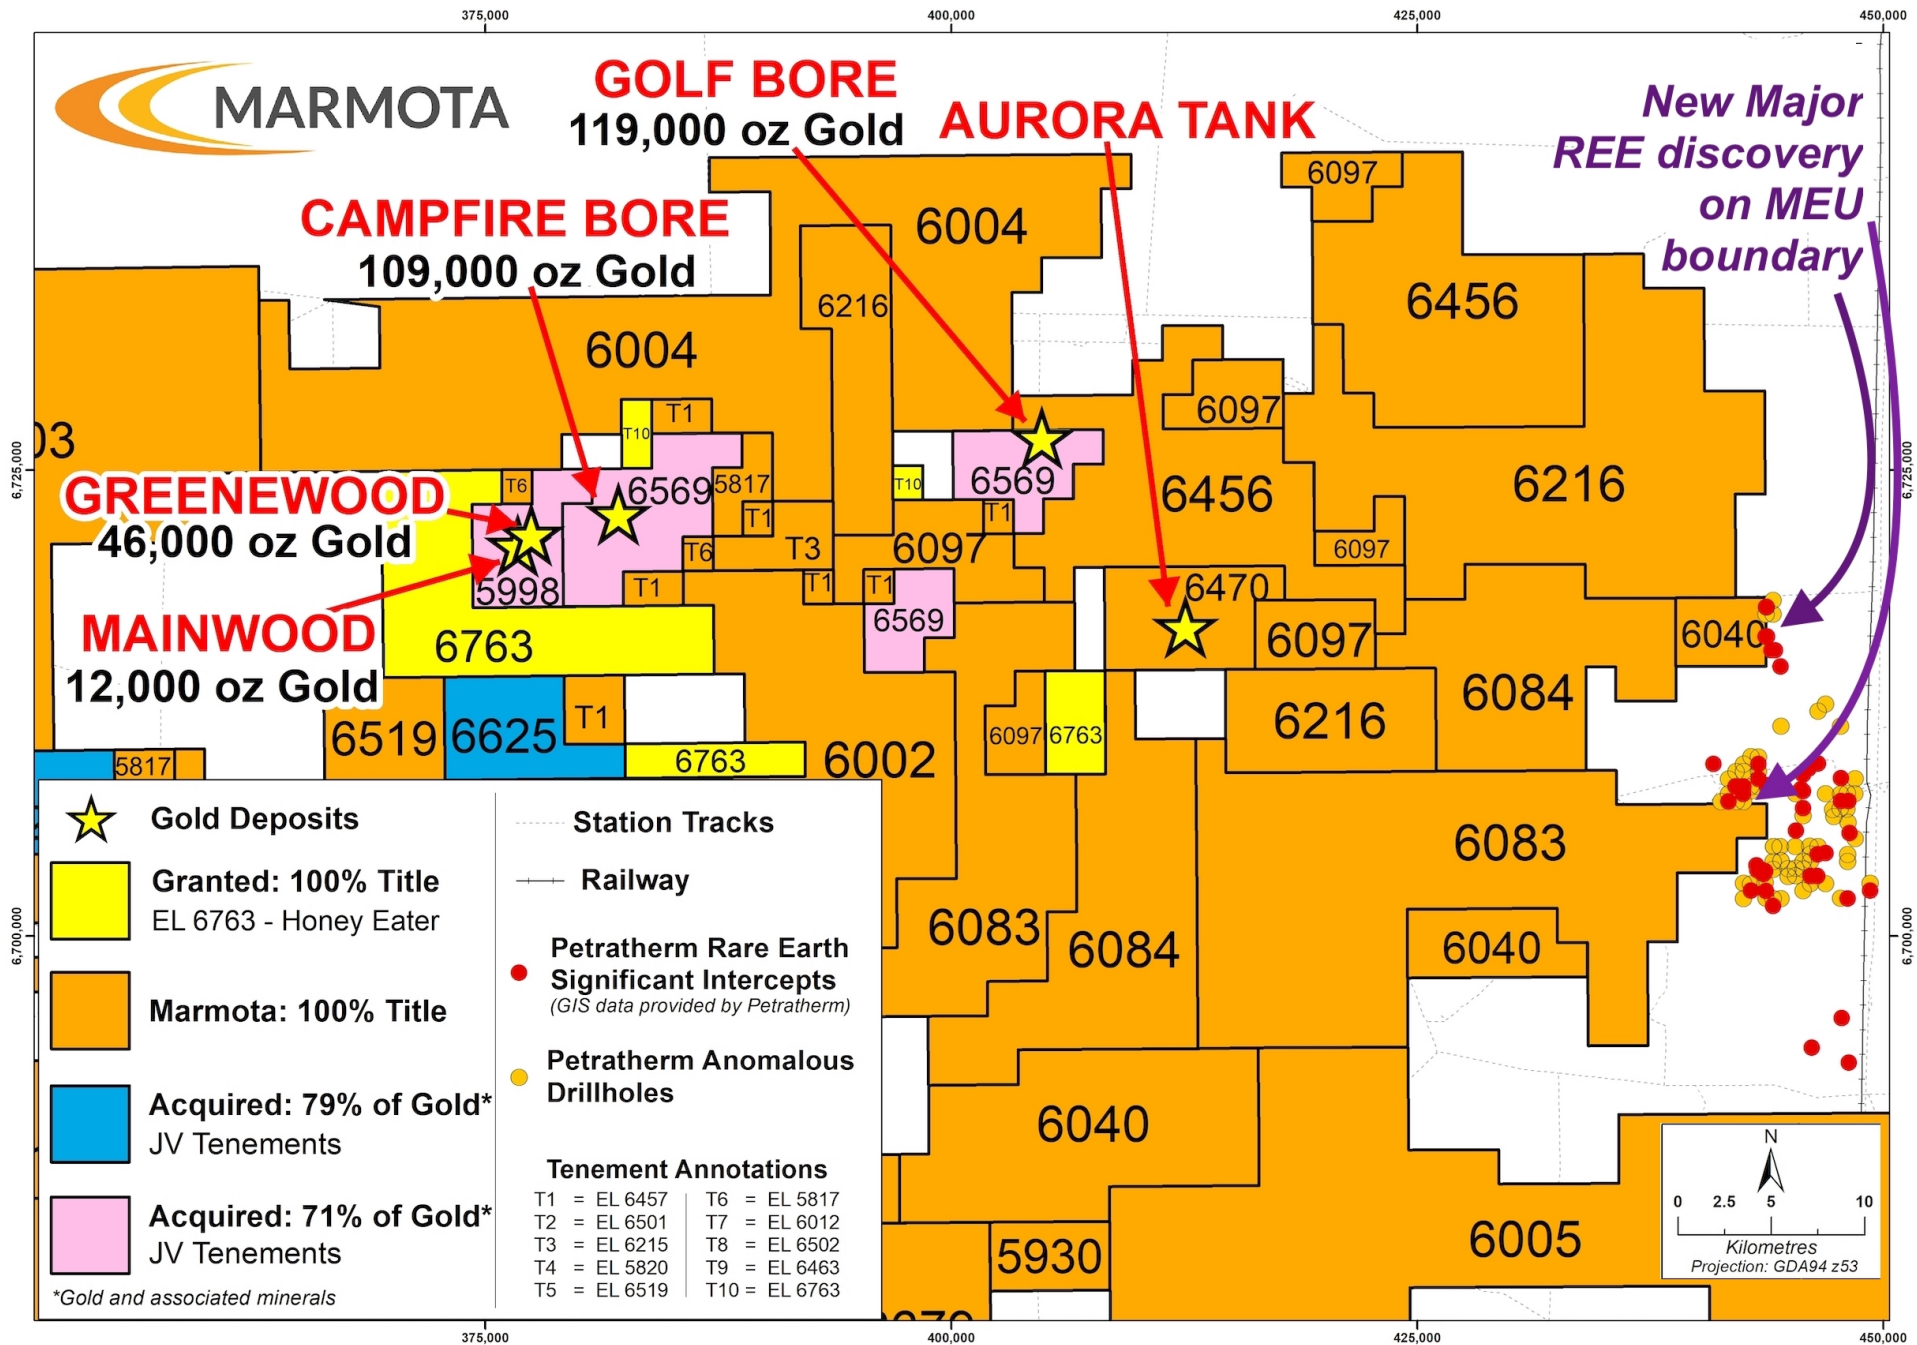 375,000
400,000
425,000
450,000
MARMOTA
GOLF BORE
119,000 oz Gold
AURORA TANK
New Major
REE discovery
on MEU
boundary
CAMPFIRE BORE
109,000 oz Gold
6097
6004
6216
6456
6004
03
T1
T10
6097
6,725,000
6,725,000
GREENEWOOD
46,000 oz Gold
T6
6569
5817
T10
6569
6456
6216
T1
T1
T6
T3
6097
6097
5998
T1
T1
T1
6470
6569
MAINWOOD
12,000 oz Gold
6763
6097
6040
6084
6519
6625
T1
6763
6002
6097
6763
6216
5817
6083
6083
6084
6040
6,700,000
6,700,000
6040
5930
6005
Gold Deposits
Granted: 100% Title
EL 6763 - Honey Eater
Marmota: 100% Title
Acquired: 79% of Gold*
JV Tenements
Acquired: 71% of Gold*
JV Tenements
*Gold and associated minerals
Station Tracks
Railway
Petratherm Rare Earth
Significant Intercepts
(GIS data provided by Petratherm)
Petratherm Anomalous
Drillholes
Tenement Annotations
T1 = EL 6457
T2 = EL 6501
T3 = EL 6215
T4 = EL 5820
T5 = EL 6519
T6 = EL 5817
T7 = EL 6012
T8 = EL 6502
T9 = EL 6463
T10 = EL 6763
N
0 2.5 5 10
Kilometres
Projection: GDA94 z53
375,000
400,000
425,000
450,000